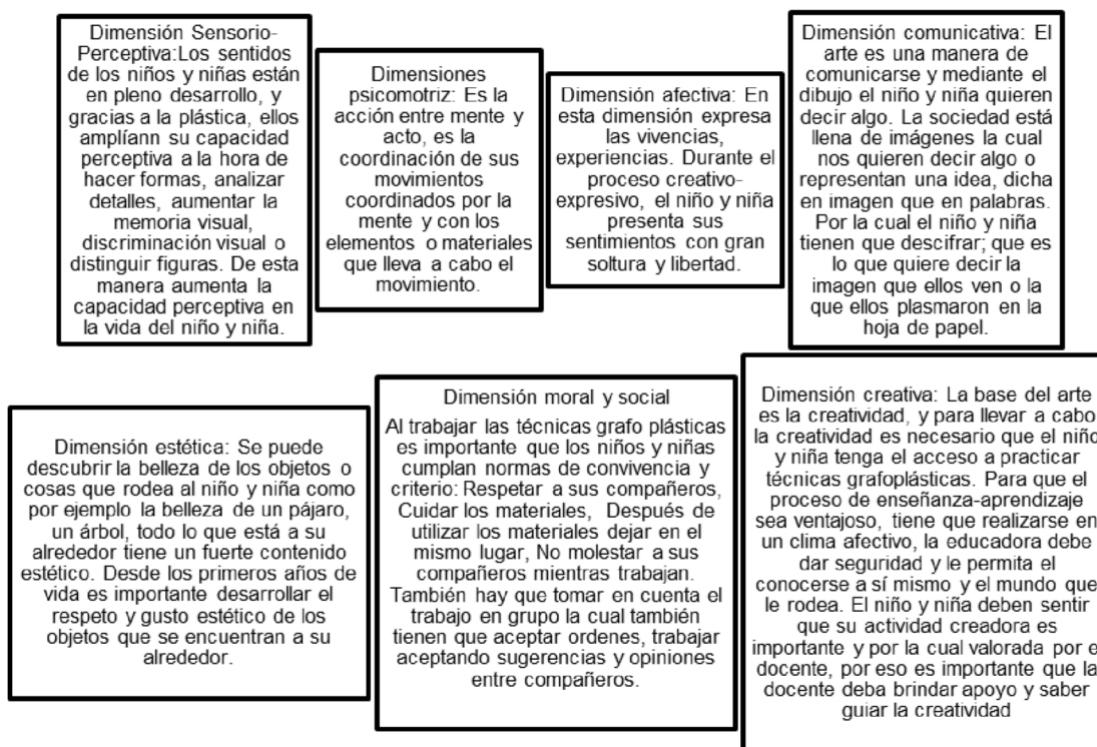 Dimensión Sensorio-
Perceptiva:Los sentidos
de los niños y niñas están
en pleno desarrollo, y
gracias a la plástica, ellos
amplíann su capacidad
perceptiva a la hora de
hacer formas, analizar
detalles, aumentar la
memoria visual,
discriminación visual o
distinguir figuras. De esta
manera aumenta la
capacidad perceptiva en
la vida del niño y niña.
Dimensiones
psicomotriz: Es la
acción entre mente y
acto, es la
coordinación de sus
movimientos
coordinados por la
mente y con los
elementos o materiales
que lleva a cabo el
movimiento.
Dimensión afectiva: En
esta dimensión expresa
las vivencias,
experiencias. Durante el
proceso creativo-
expresivo, el niño y niña
presenta sus
sentimientos con gran
soltura y libertad.
Dimensión comunicativa: El
arte es una manera de
comunicarse y mediante el
dibujo el niño y niña quieren
decir algo. La sociedad está
llena de imágenes la cual
nos quieren decir algo o
representan una idea, dicha
en imagen que en palabras.
Por la cual el niño y niña
tienen que descifrar; que es
lo que quiere decir la
imagen que ellos ven o la
que ellos plasmaron en la
hoja de papel.
Dimensión estética: Se puede
descubrir la belleza de los objetos o
cosas que rodea al niño y niña como
por ejemplo la belleza de un pájaro,
un árbol, todo lo que está a su
alrededor tiene un fuerte contenido
estético. Desde los primeros años de
vida es importante desarrollar el
respeto y gusto estético de los
objetos que se encuentran a su
alrededor.
Dimensión moral y social
Al trabajar las técnicas grafo plásticas
es importante que los niños y niñas
cumplan normas de convivencia y
criterio: Respetar a sus compañeros,
Cuidar los materiales, Después de
utilizar los materiales dejar en el
mismo lugar, No molestar a sus
compañeros mientras trabajan.
También hay que tomar en cuenta el
trabajo en grupo la cual también
tienen que aceptar ordenes, trabajar
aceptando sugerencias y opiniones
entre compañeros.
Dimensión creativa: La base del arte
es la creatividad, y para llevar a cabo
la creatividad es necesario que el niño
y niña tenga el acceso a practicar
técnicas grafoplásticas. Para que el
proceso de enseñanza-aprendizaje
sea ventajoso, tiene que realizarse en
un clima afectivo, la educadora debe
dar seguridad y le permita el
conocerse a sí mismo y el mundo que
le rodea. El niño y niña deben sentir
que su actividad creadora es
importante y por la cual valorada por e
docente, por eso es importante que la
docente deba brindar apoyo y saber
guiar la creatividad